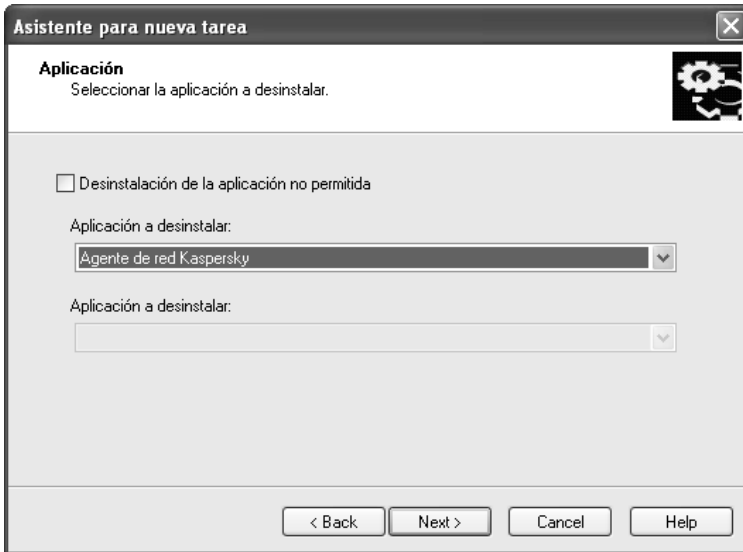 Asistente para nueva tarea
Aplicación
Seleccionar la aplicación a desinstalar.
Desinstalación de la aplicación no permitida
Aplicación a desinstalar:
Agente de red Kaspersky
Aplicación a desinstalar:
< Back Next > Cancel Help